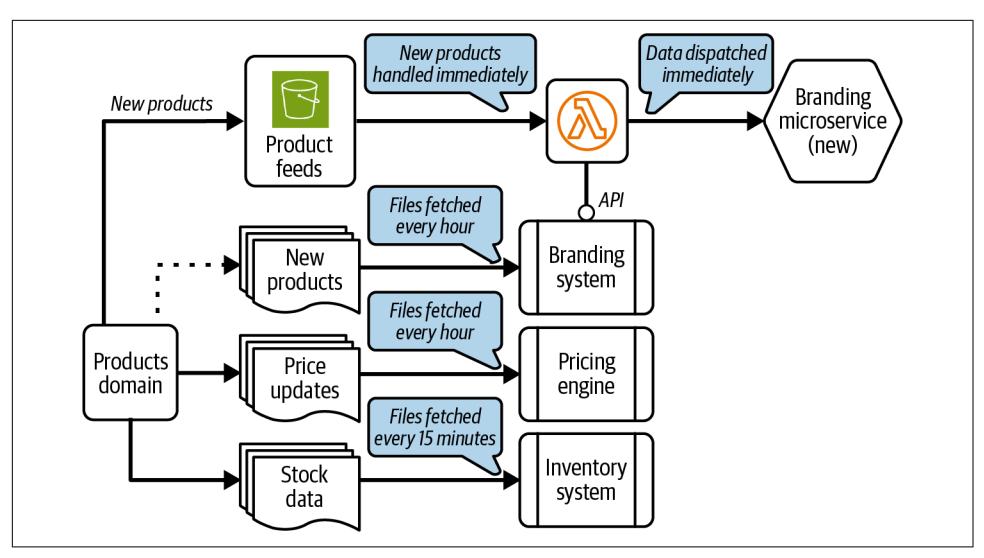 New products
handled immediately
Data dispatched
immediately
New products
Product
feeds
Branding
microservice
(new)
API
Files fetched
every hour
New
products
Branding
system
Files fetched
every hour
Products
domain
Price
updates
Pricing
engine
Files fetched
every 15 minutes
Stock
data
Inventory
system